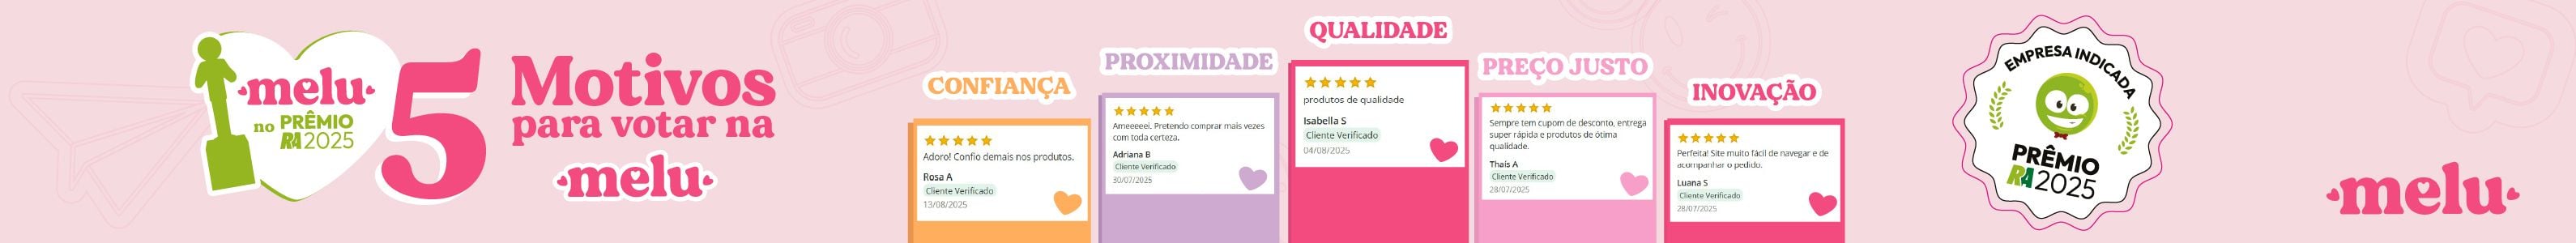 melu
no PRÊMIO
RA2025
5
Motivos
para votar na
melu
CONFIANÇA
Adoro! Confio demais nos produtos.
Rosa A
Cliente Verificado
13/08/2025
PROXIMIDADE
Ameeeeei. Pretendo comprar mais vezes
com toda certeza.
Adriana B
Cliente Verificado
30/07/2025
QUALIDADE
produtos de qualidade
Isabella S
Cliente Verificado
04/08/2025
PREÇO JUSTO
Sempre tem cupom de desconto, entrega
super rápida e produtos de ótima
qualidade.
Thaís A
Cliente Verificado
28/07/2025
INOVAÇÃO
Perfeita! Site muito fácil de navegar e de
acompanhar o pedido.
Luana S
Cliente Verificado
28/07/2025
EMPRESA INDICADA
PRÊMIO
RA2025
melu